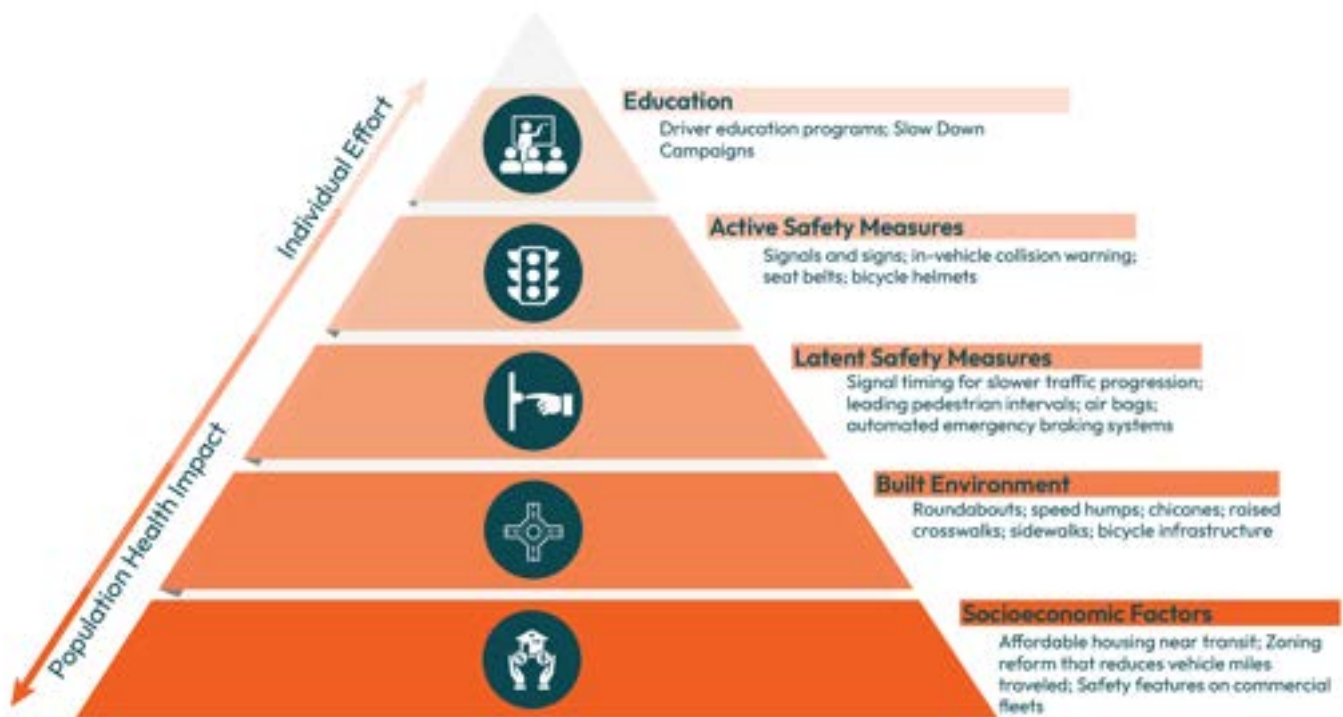 Individual Effort
Population Health Impact
Education
Driver education programs; Slow Down
Campaigns
Active Safety Measures
Signals and signs; in-vehicle collision warning;
seat belts; bicycle helmets
Latent Safety Measures
Signal timing for slower traffic progression;
leading pedestrian intervals; air bags;
automated emergency braking systems
Built Environment
Roundabouts; speed humps; chicanes; raised
crosswalks; sidewalks; bicycle infrastructure
Socioeconomic Factors
Affordable housing near transit; Zoning
reform that reduces vehicle miles
traveled; Safety features on commercial
fleets